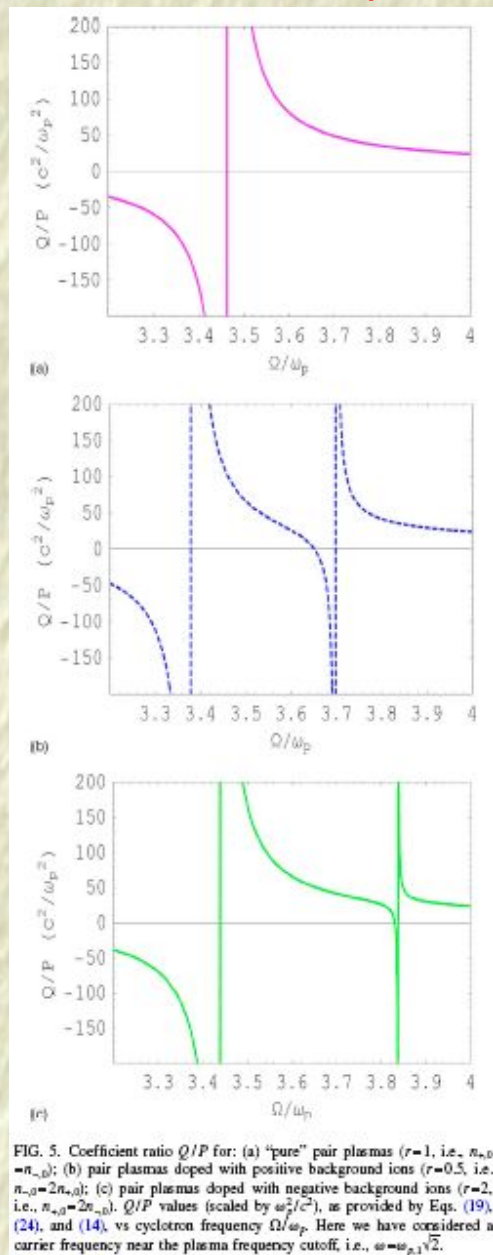 200
150
100
50
0
-50
-100
-150
Q/P (c²/ωp²)
3.3 3.4 3.5 3.6 3.7 3.8 3.9 4
Ω/ωp
(a)
200
150
100
50
0
-50
-100
-150
Q/P (c²/ωp²)
3.3 3.4 3.5 3.6 3.7 3.8 3.9 4
Ω/ωp
(b)
200
150
100
50
0
-50
-100
-150
Q/P (c²/ωp²)
3.3 3.4 3.5 3.6 3.7 3.8 3.9 4
Ω/ωp
(c)
FIG. 5. Coefficient ratio Q/P for: (a) "pure" pair plasmas (r=1, i.e., n+,0
=n−,0); (b) pair plasmas doped with positive background ions (r=0.5, i.e.
n−,0=2n+,0); (c) pair plasmas doped with negative background ions (r=2,
i.e., n+,0=2n−,0). Q/P values (scaled by ωp²/c²), as provided by Eqs. (19),
(24), and (14), vs cyclotron frequency Ω/ωp. Here we have considered a
carrier frequency near the plasma frequency cutoff, i.e., ω≈ωp,1√2.